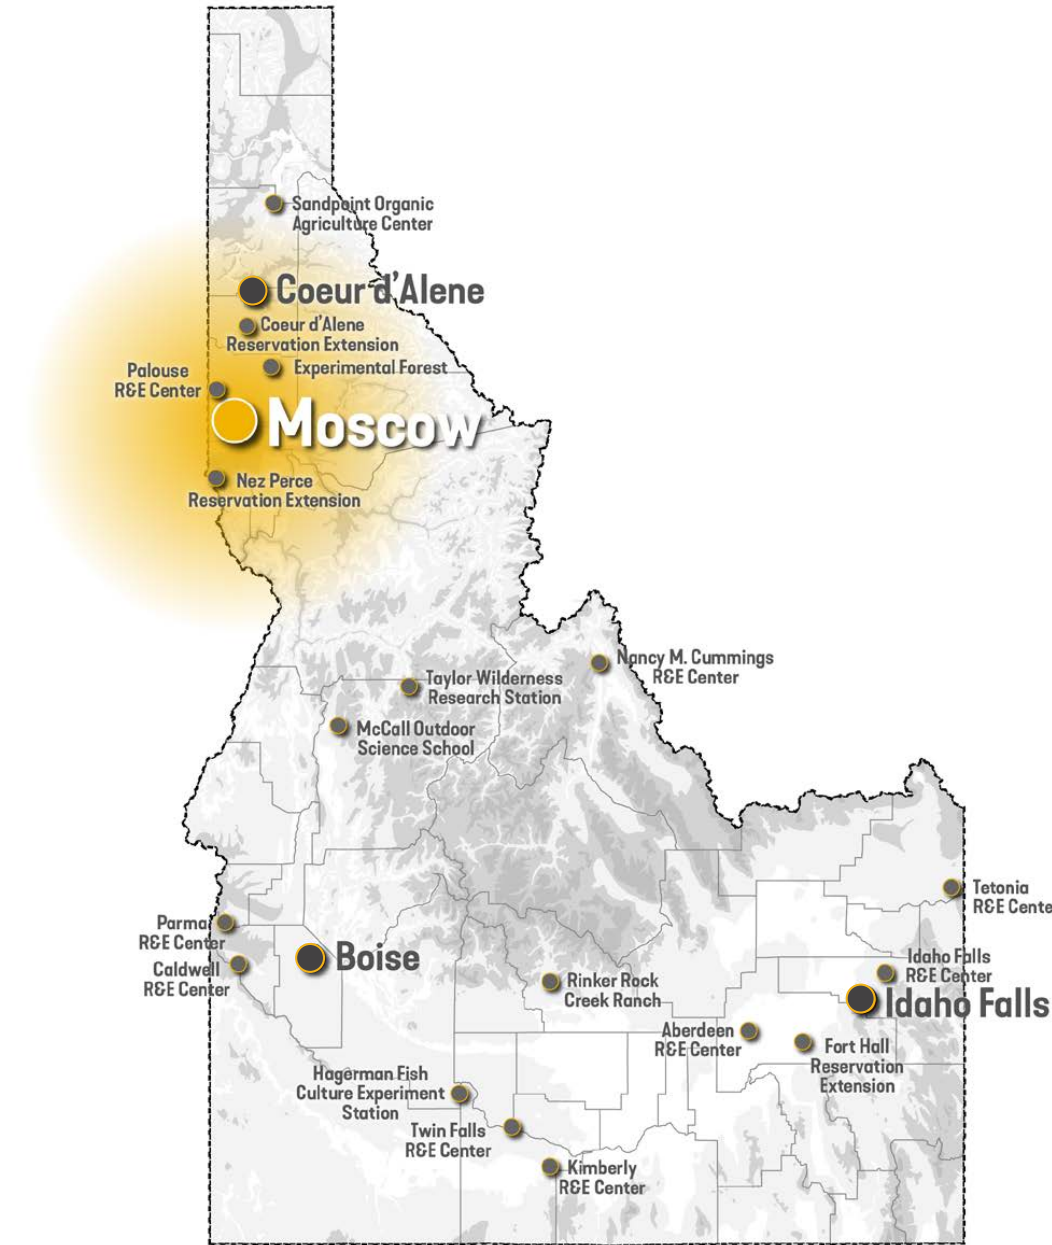 Sandpoint Organic
Agriculture Center
Coeur d'Alene
Coeur d'Alene
Reservation Extension
Experimental Forest
Palouse
R&E Center
Moscow
Nez Perce
Reservation Extension
Nancy M. Cummings
R&E Center
Taylor Wilderness
Research Station
McCall Outdoor
Science School
Tetonia
R&E Cente
Parma
R&E Center
Boise
Caldwell
R&E Center
Idaho Falls
R&E Center
Rinker Rock
Creek Ranch
Idaho Falls
Aberdeen
R&E Center
Fort Hall
Reservation
Extension
Hagerman Fish
Culture Experiment
Station
Twin Falls
R&E Center
Kimberly
R&E Center